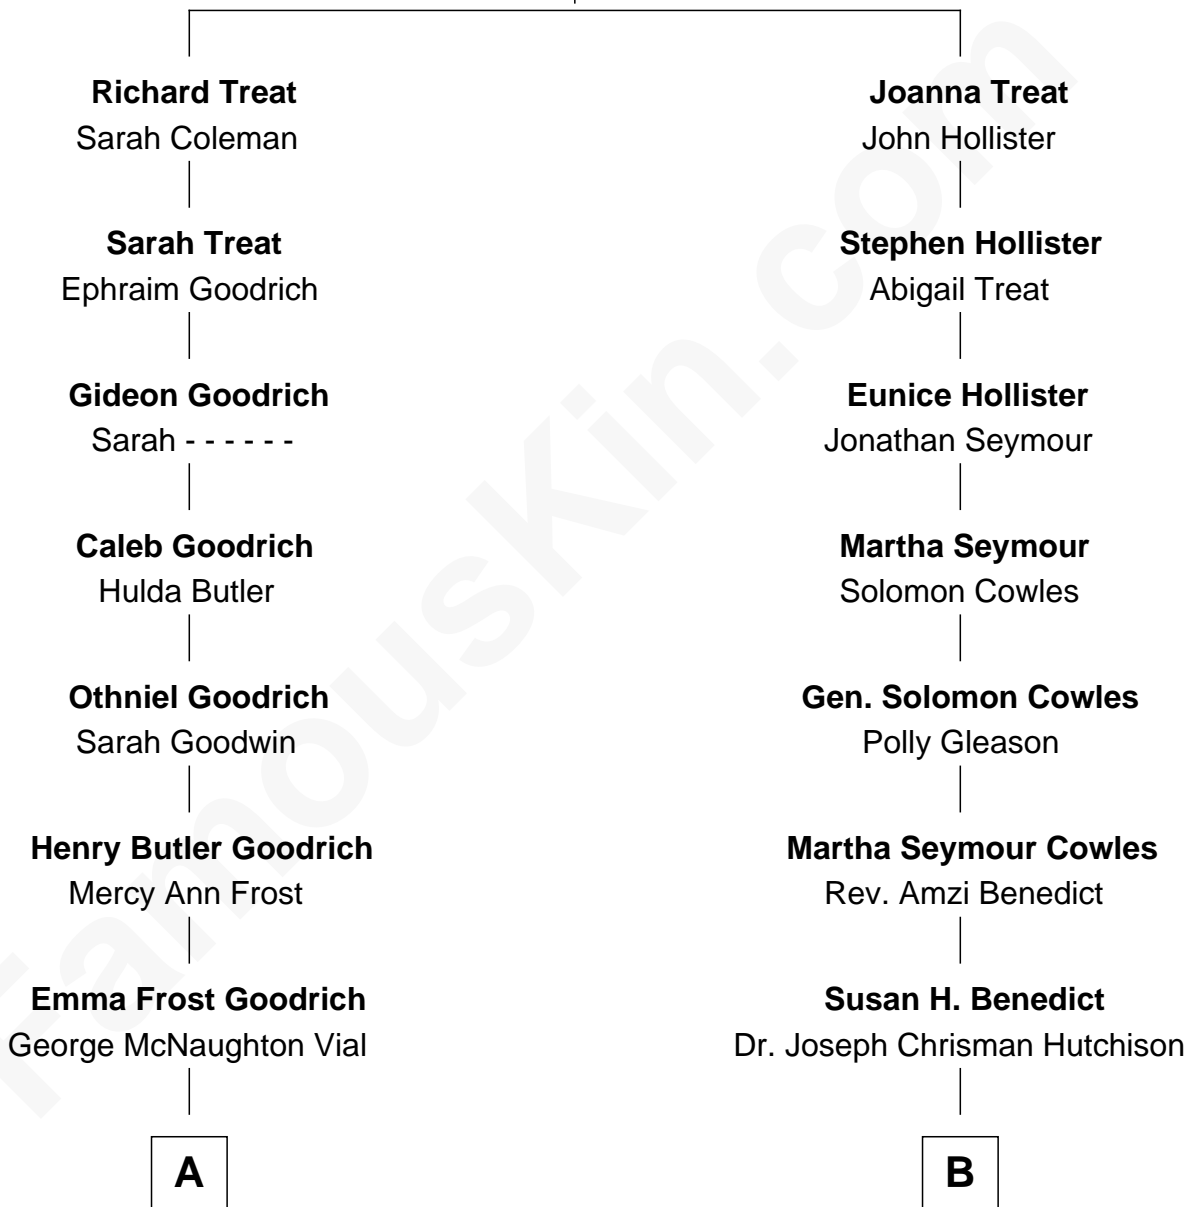 Richard Treat
Sarah Coleman
Sarah Treat
Ephraim Goodrich
Gideon Goodrich
Sarah - - - - - -
Caleb Goodrich
Hulda Butler
Othniel Goodrich
Sarah Goodwin
Henry Butler Goodrich
Mercy Ann Frost
Emma Frost Goodrich
George McNaughton Vial
A
Joanna Treat
John Hollister
Stephen Hollister
Abigail Treat
Eunice Hollister
Jonathan Seymour
Martha Seymour
Solomon Cowles
Gen. Solomon Cowles
Polly Gleason
Martha Seymour Cowles
Rev. Amzi Benedict
Susan H. Benedict
Dr. Joseph Chrisman Hutchison
B
FamousKin.com